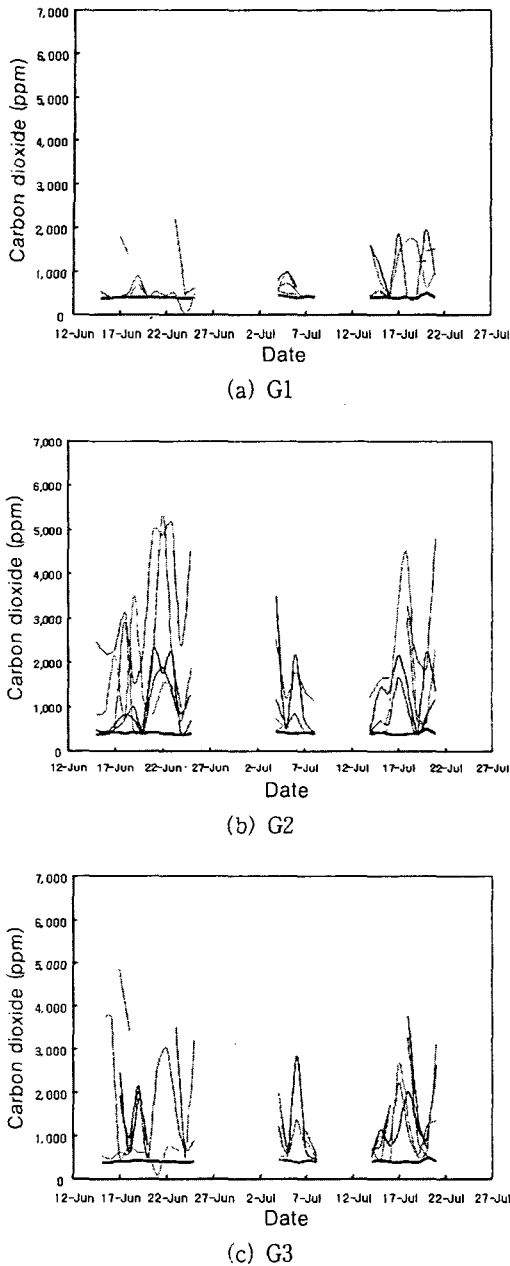 7,000
6,000
5,000
4,000
3,000
2,000
1,000
0
Carbon dioxide (ppm)
12-Jun 17-Jun 22-Jun 27-Jun 2-Jul 7-Jul 12-Jul 17-Jul 22-Jul 27-Jul
Date
(a) G1
7,000
6,000
5,000
4,000
3,000
2,000
1,000
0
Carbon dioxide (ppm)
12-Jun 17-Jun 22-Jun 27-Jun 2-Jul 7-Jul 12-Jul 17-Jul 22-Jul 27-Jul
Date
(b) G2
7,000
6,000
5,000
4,000
3,000
2,000
1,000
0
Carbon dioxide (ppm)
12-Jun 17-Jun 22-Jun 27-Jun 2-Jul 7-Jul 12-Jul 17-Jul 22-Jul 27-Jul
Date
(c) G3